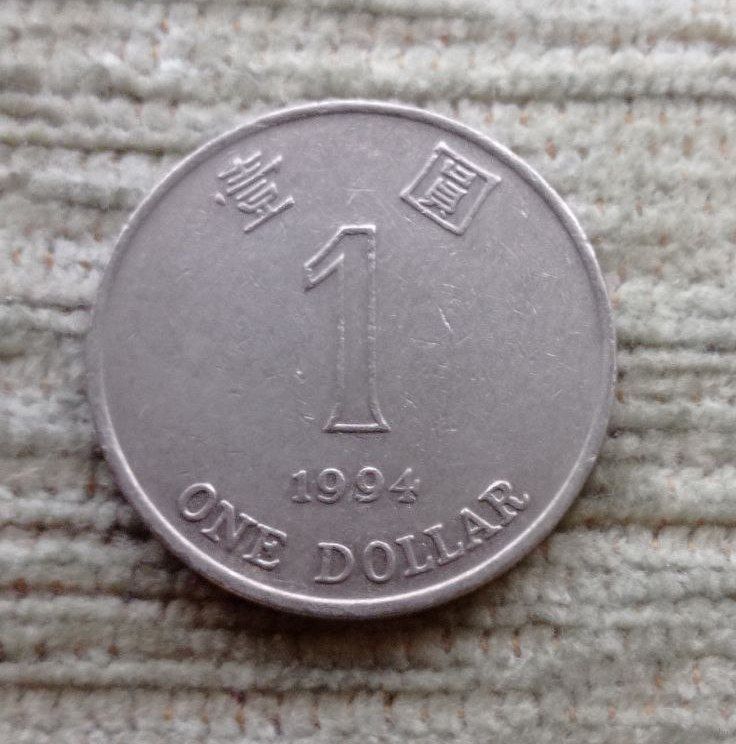 壹 圓
1
1994
ONE DOLLAR